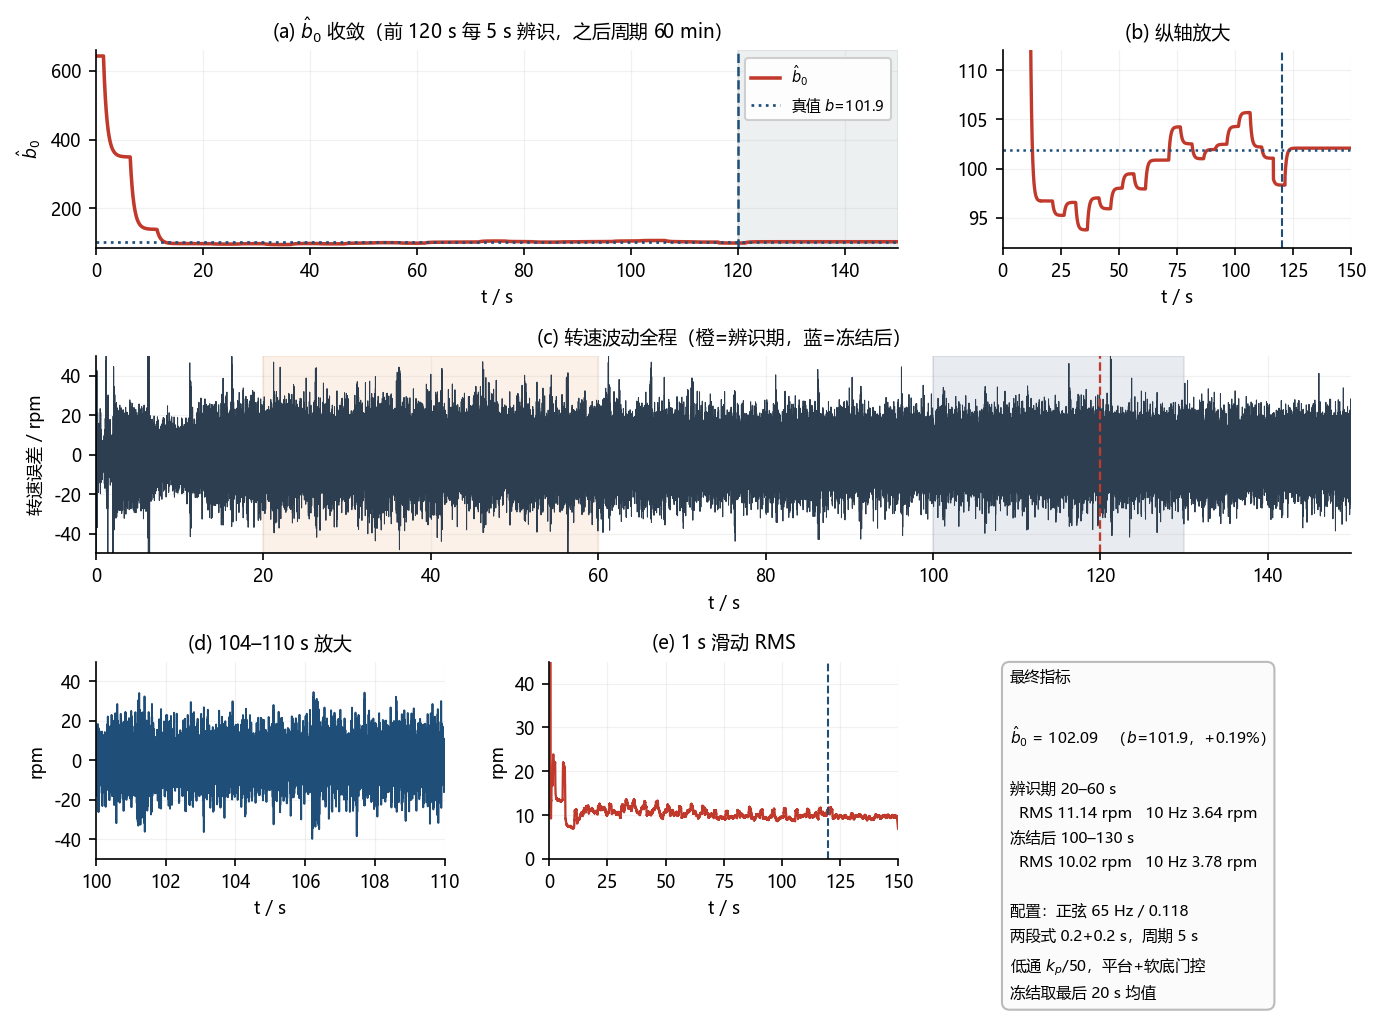 (a) b̂₀ 收敛（前 120 s 每 5 s 辨识，之后周期 60 min）
b̂₀
600
400
200
b̂₀
真值 b=101.9
0 20 40 60 80 100 120 140
t / s
(b) 纵轴放大
110
105
100
95
0 25 50 75 100 125 150
t / s
(c) 转速波动全程（橙=辨识期，蓝=冻结后）
转速误差 / rpm
40
20
0
-20
-40
0 20 40 60 80 100 120 140
t / s
(d) 104–110 s 放大
rpm
40
20
0
-20
-40
100 102 104 106 108 110
t / s
(e) 1 s 滑动 RMS
rpm
40
30
20
10
0
0 25 50 75 100 125 150
t / s
最终指标
b̂₀ = 102.09 （b=101.9，+0.19%）
辨识期 20–60 s
RMS 11.14 rpm 10 Hz 3.64 rpm
冻结后 100–130 s
RMS 10.02 rpm 10 Hz 3.78 rpm
配置：正弦 65 Hz / 0.118
两段式 0.2+0.2 s，周期 5 s
低通 kₚ/50，平台+软底门控
冻结取最后 20 s 均值